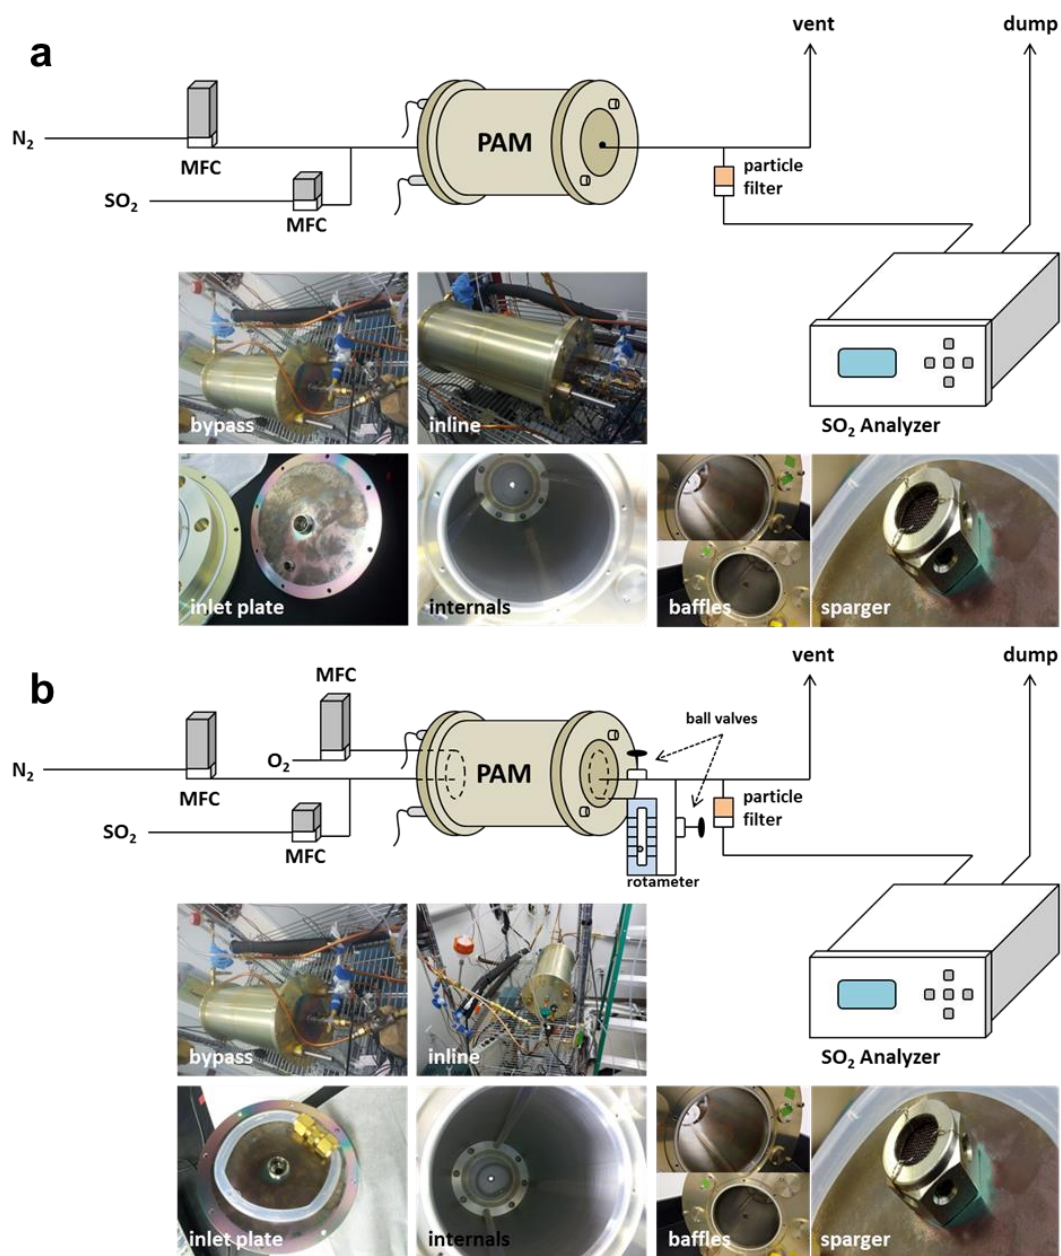 a
vent
dump
N₂
MFC
SO₂
MFC
PAM
particle
filter
SO₂ Analyzer
bypass
inline
inlet plate
internals
baffles
sparger
b
vent
dump
MFC
ball valves
N₂
O₂
MFC
SO₂
MFC
PAM
particle
filter
rotameter
SO₂ Analyzer
bypass
inline
inlet plate
internals
baffles
sparger